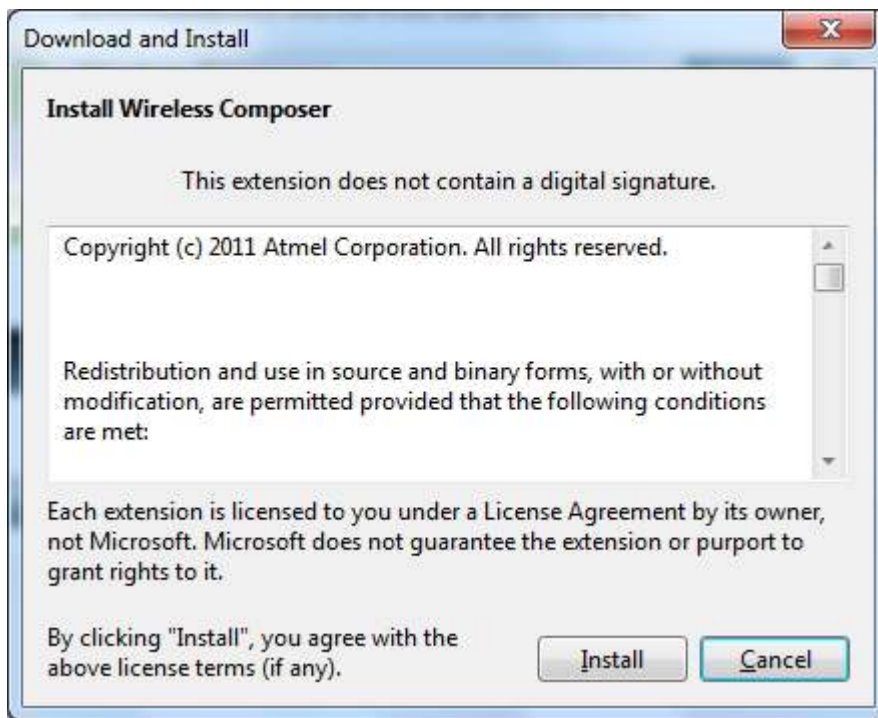 Download and Install
Install Wireless Composer
This extension does not contain a digital signature.
Copyright (c) 2011 Atmel Corporation. All rights reserved.
Redistribution and use in source and binary forms, with or without
modification, are permitted provided that the following conditions
are met:
Each extension is licensed to you under a License Agreement by its owner,
not Microsoft. Microsoft does not guarantee the extension or purport to
grant rights to it.
By clicking "Install", you agree with the
above license terms (if any).
Install Cancel